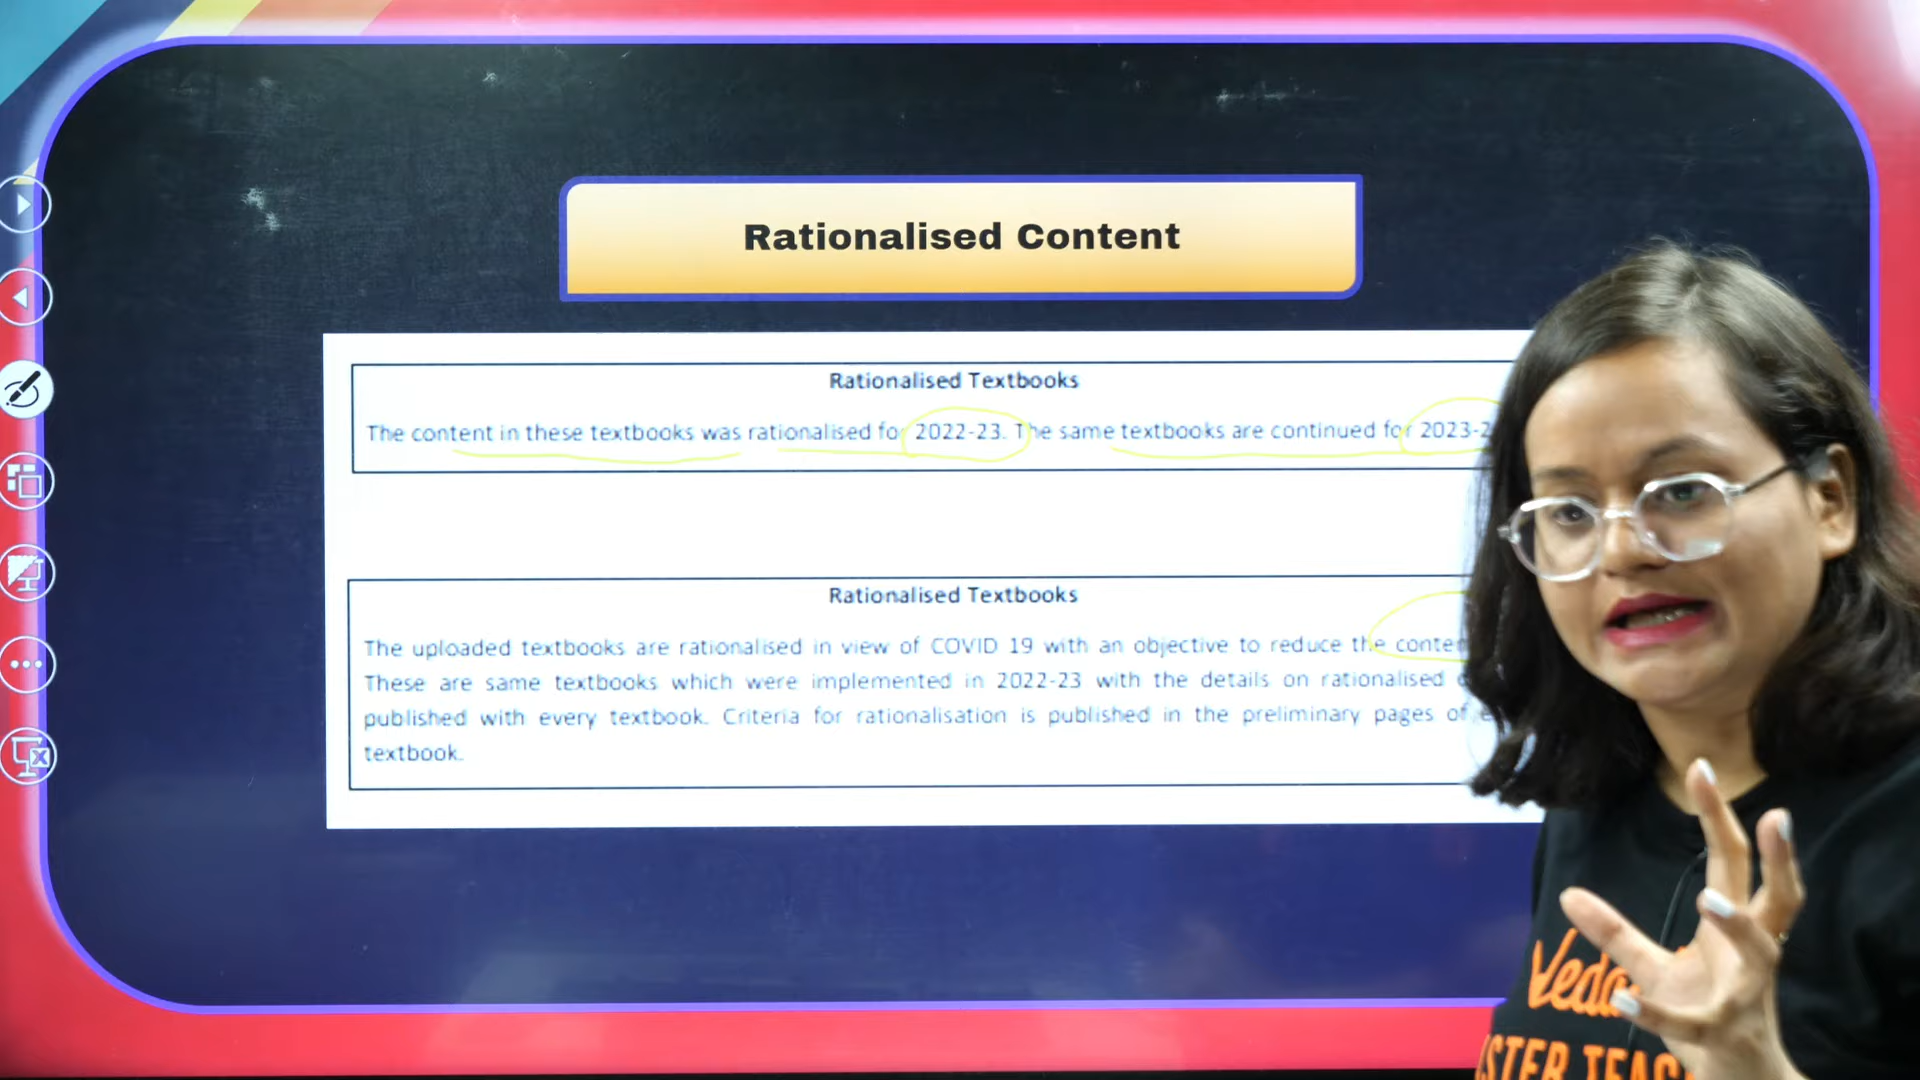 Rationalised Content
Rationalised Textbooks
The content in these textbooks was rationalised for 2022-23. The same textbooks are continued for 2023-2
Rationalised Textbooks
The uploaded textbooks are rationalised in view of COVID 19 with an objective to reduce the
These are same textbooks which were implemented in 2022-23 with the details on rationalised
published with every textbook. Criteria for rationalisation is published in the preliminary pages of
textbook.